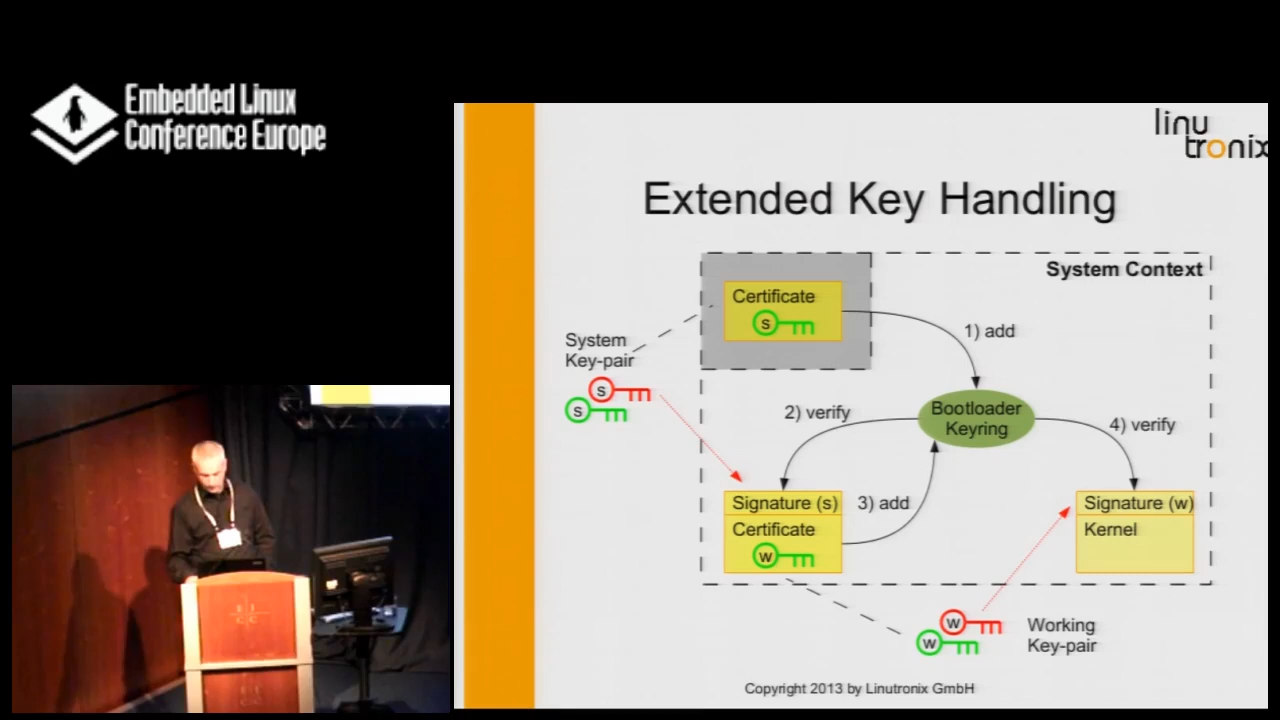 Embedded Linux
Conference Europe
linu
tronix
Extended Key Handling
System Context
Certificate
s
1) add
System
Key-pair
s
s
2) verify
Bootloader
Keyring
4) verify
Signature (s)
3) add
Certificate
w
Signature (w)
Kernel
w
w
Working
Key-pair
Copyright 2013 by Linutronix GmbH